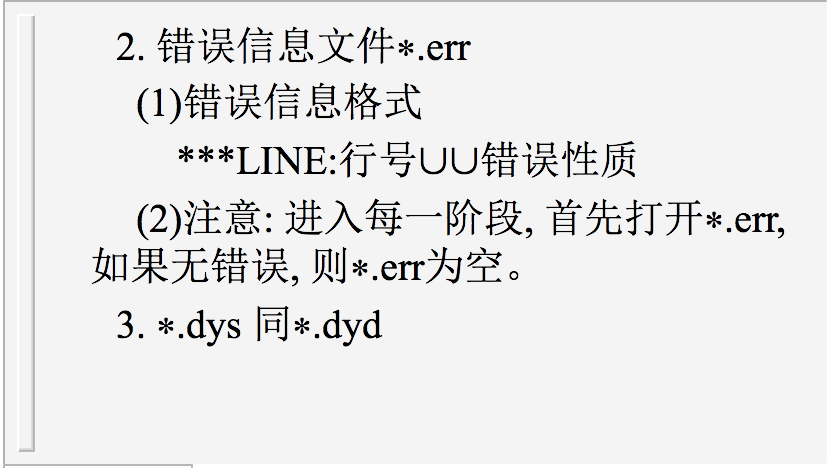 2. 错误信息文件*.err
(1)错误信息格式
***LINE:行号∪∪错误性质
(2)注意: 进入每一阶段, 首先打开*.err,
如果无错误, 则*.err为空。
3. *.dys 同*.dyd